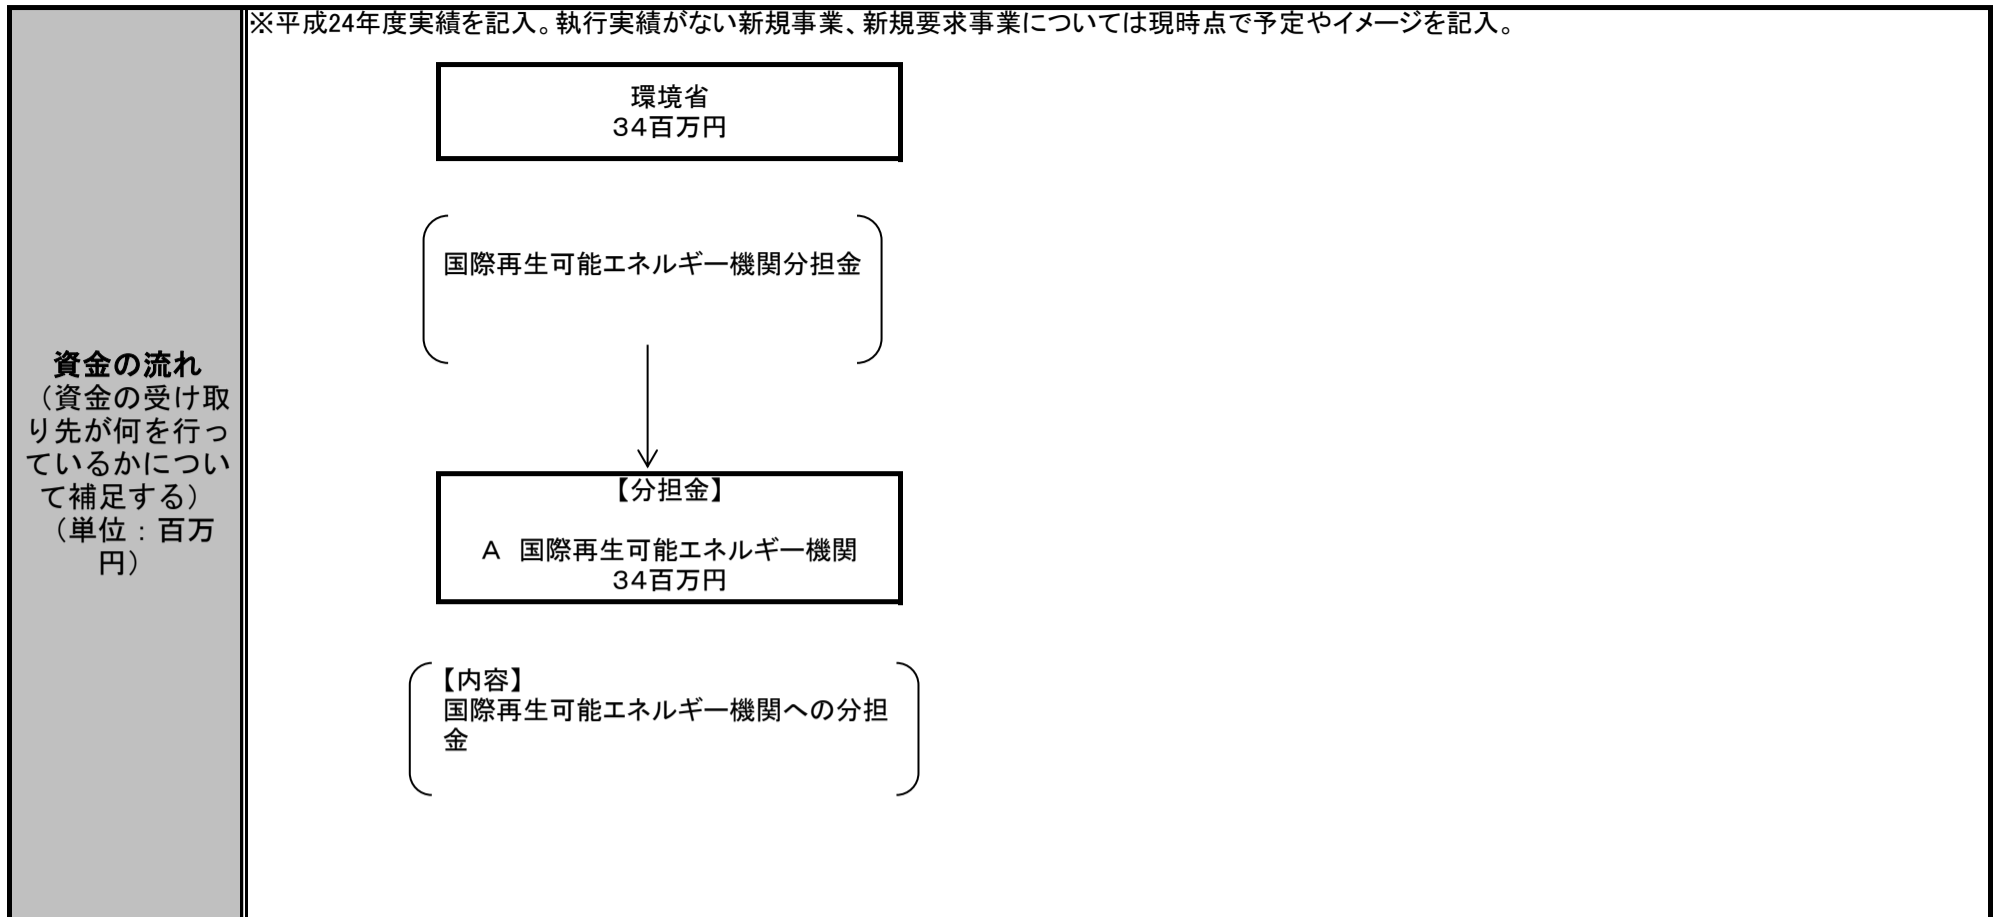 ※平成24年度実績を記入。執行実績がない新規事業、新規要求事業については現時点で予定やイメージを記入。
資金の流れ
（資金の受け取
り先が何を行っ
ているかについ
て補足する）
（単位：百万
円）
環境省
３４百万円
国際再生可能エネルギー機関分担金
【分担金】
Ａ　国際再生可能エネルギー機関
３４百万円
【内容】
国際再生可能エネルギー機関への分担
金